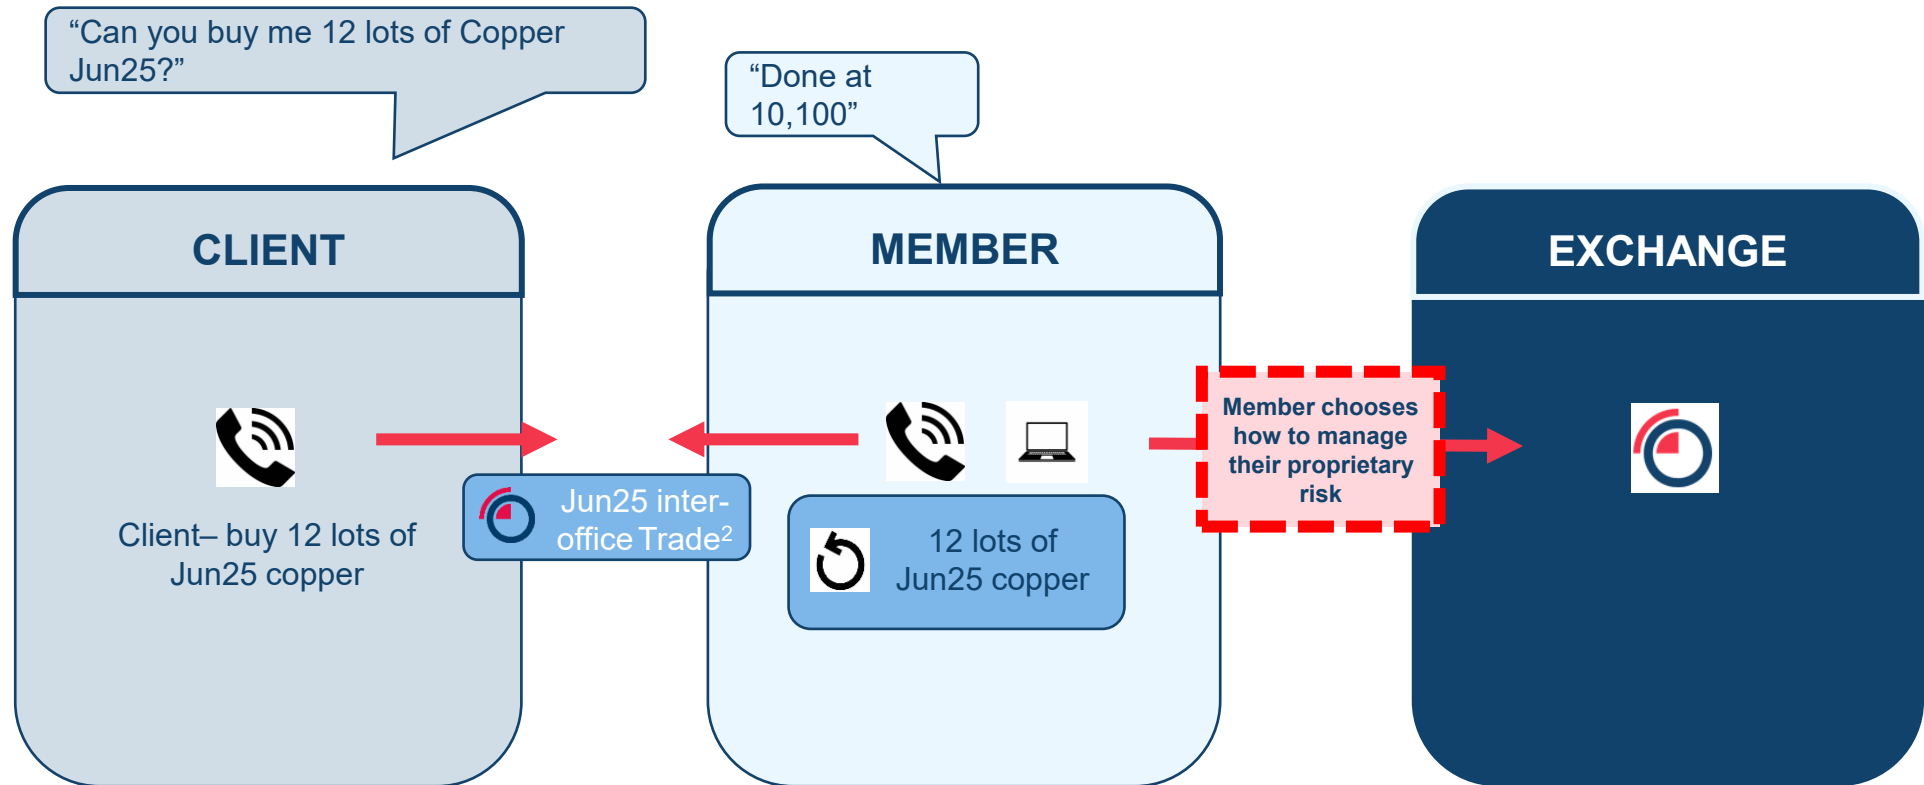 “Can you buy me 12 lots of Copper
Jun25?”
“Done at
10,100”
CLIENT
MEMBER
EXCHANGE
Client– buy 12 lots of
Jun25 copper
Jun25 inter-
office Trade²
12 lots of
Jun25 copper
Member chooses
how to manage
their proprietary
risk